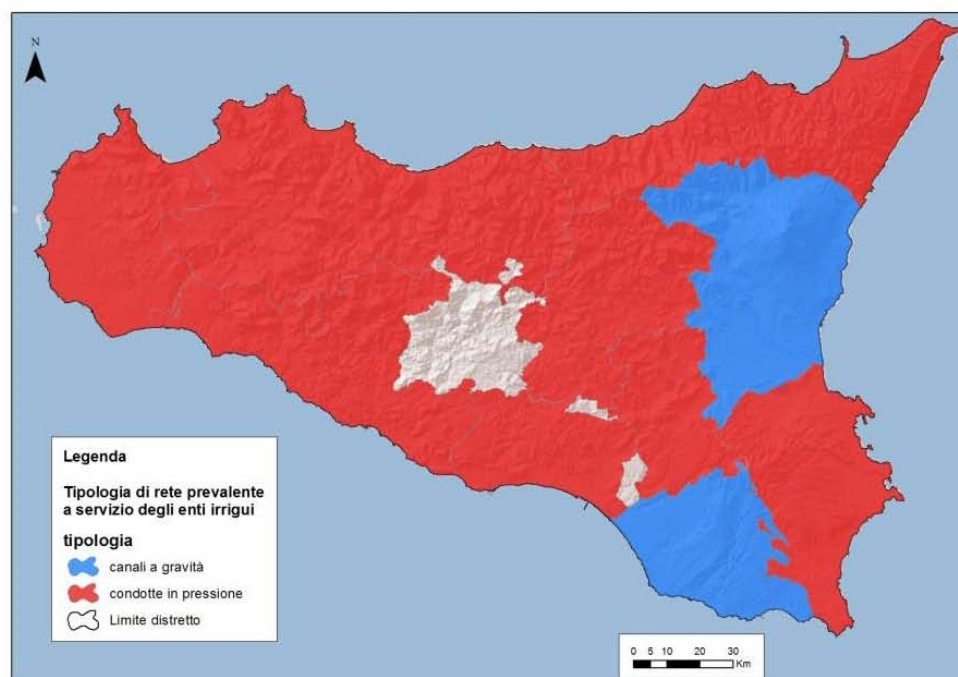 N
Legenda
Tipologia di rete prevalente
a servizio degli enti irrigui
tipologia
canali a gravità
condotte in pressione
Limite distretto
0 5 10 20 30
Km